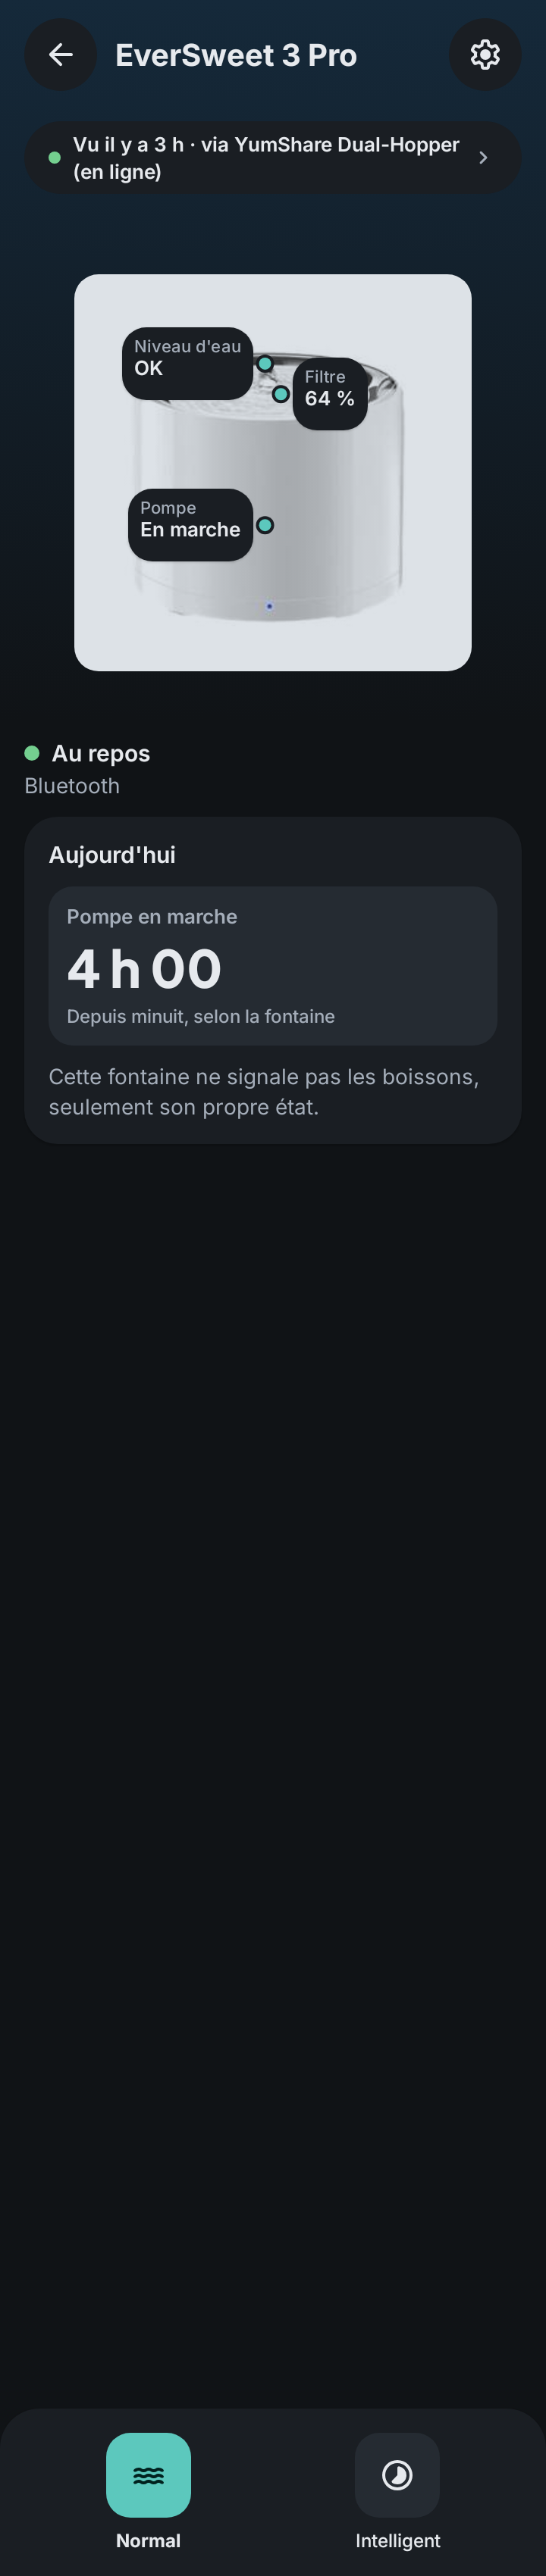 EverSweet 3 Pro
Vu il y a 3 h · via YumShare Dual-Hopper
(en ligne)
Niveau d'eau
OK
Filtre
64 %
Pompe
En marche
Au repos
Bluetooth
Aujourd'hui
Pompe en marche
4 h 00
Depuis minuit, selon la fontaine
Cette fontaine ne signale pas les boissons,
seulement son propre état.
Normal
Intelligent